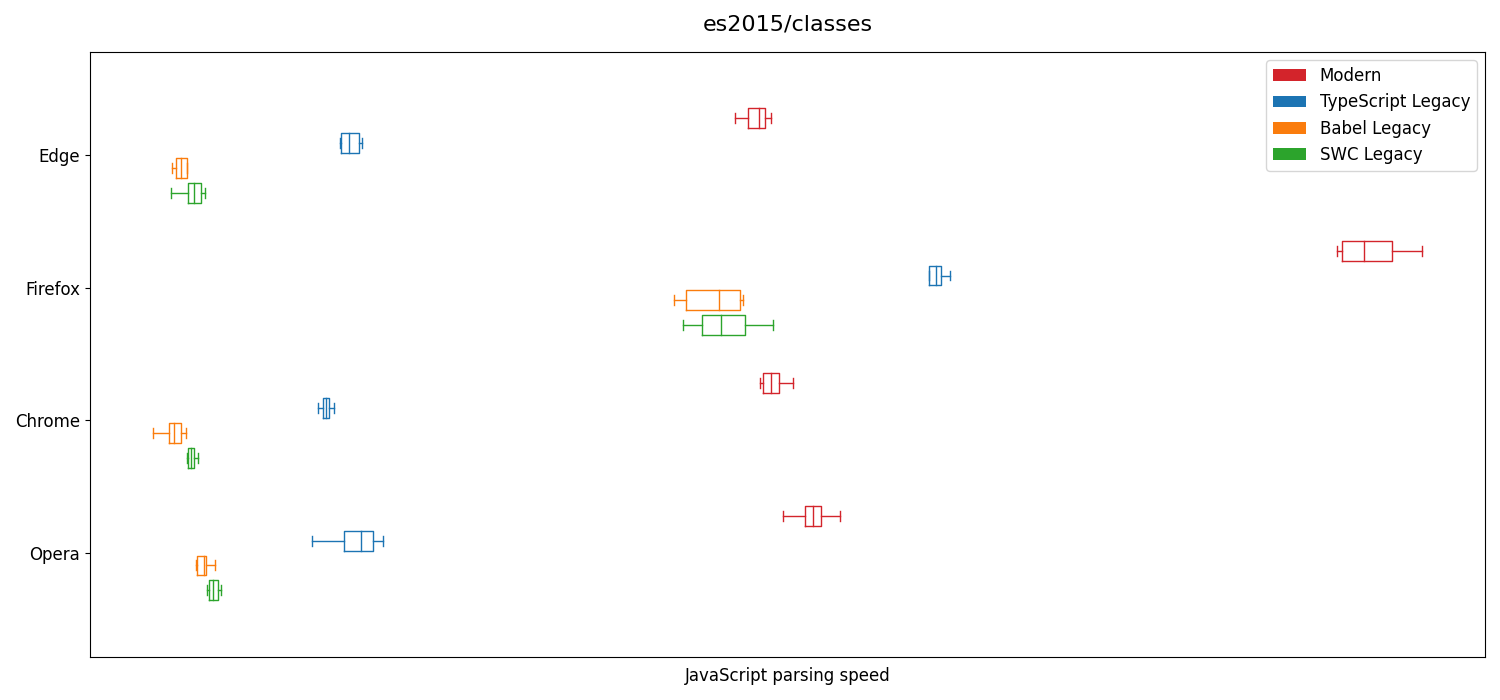 es2015/classes
Modern
TypeScript Legacy
Babel Legacy
SWC Legacy
Edge
Firefox
Chrome
Opera
JavaScript parsing speed